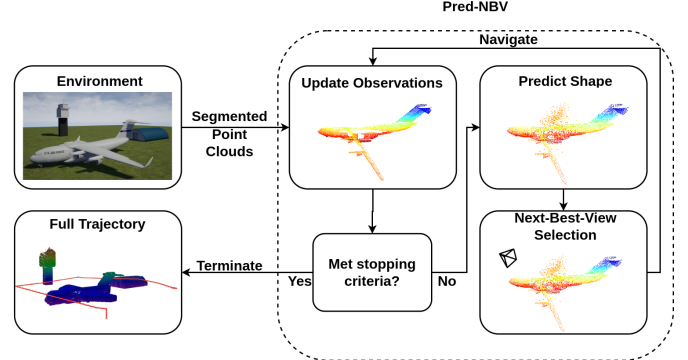 Pred-NBV
Navigate
Environment
Update Observations
Predict Shape
Segmented
Point
Clouds
Full Trajectory
Next-Best-View
Selection
Met stopping
criteria?
Terminate
Yes
No